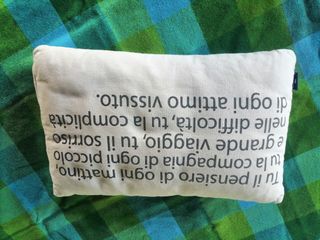 Tu il pensiero di ogni mattino,
tu la compagnia di ogni piccolo
e grande viaggio, tu il sorriso
nelle difficoltà, tu la complicità
di ogni attimo vissuto.